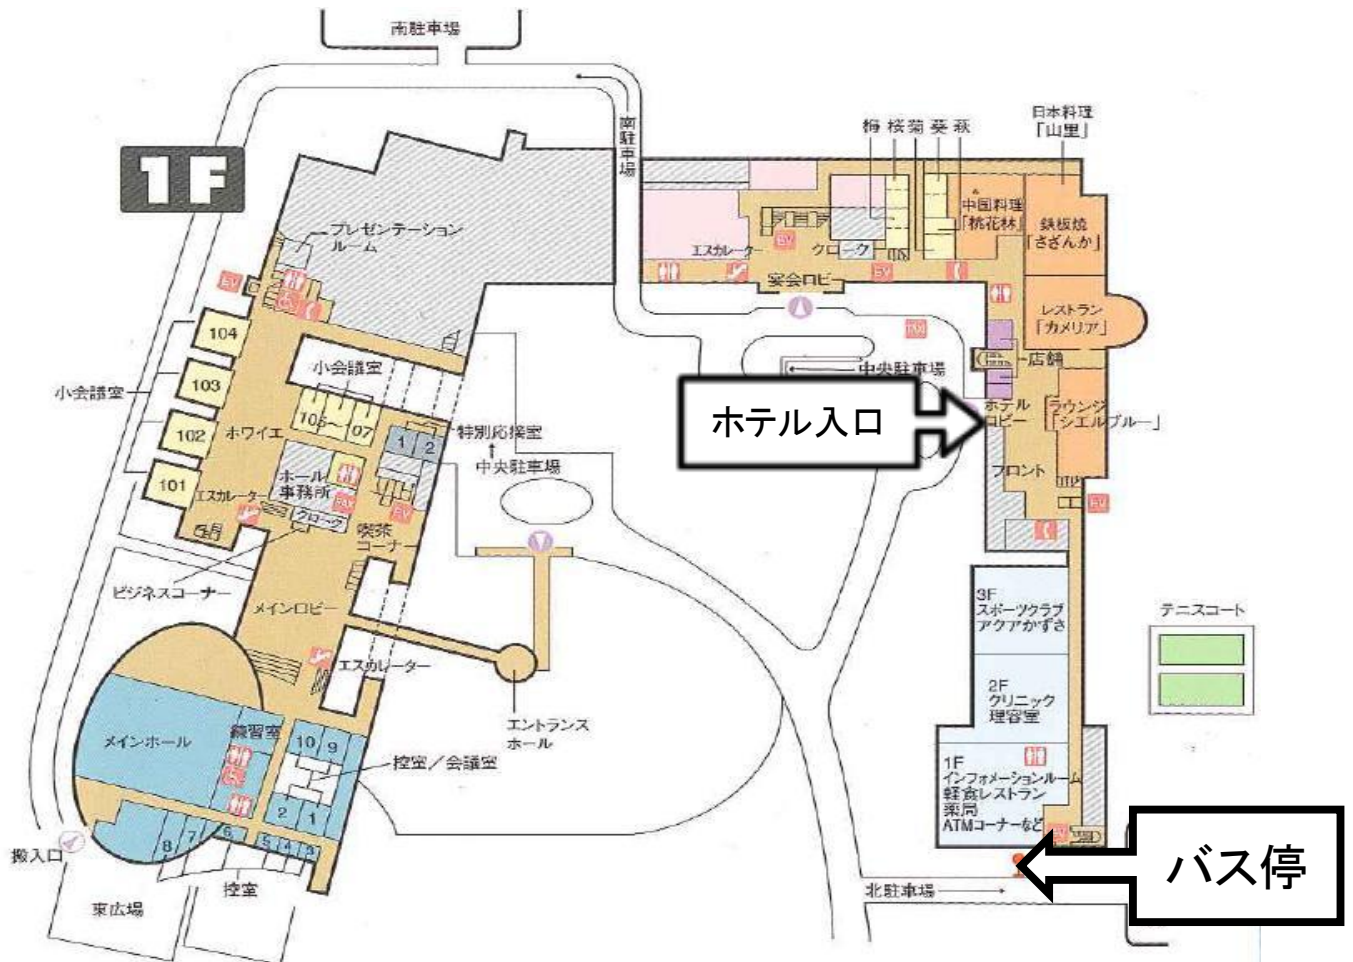 南駐車場
1F
南駐車場
梅 桜 菊 葵 萩
日本料理
「山里」
プレゼンテーション
ルーム
中国料理
「桃花林」
鉄板焼
「さざんか」
エスカレーター
EV
クローク
EV
宴会ロビー
EV
レストラン
「カメリア」
104
103
102
101
小会議室
小会議室
105〜107
ホワイエ
1 2
特別応接室
中央駐車場
店舗
中央駐車場
ホテル入口
ホテル
ロビー
ラウンジ
「シエルブルー」
フロント
EV
ホール
事務所
エスカレーター
クローク
FAX
EV
喫茶
コーナー
ビジネスコーナー
メインロビー
エスカレーター
エントランス
ホール
3F
スポーツクラブ
アクアかずさ
2F
クリニック
理容室
1F
インフォメーションルーム
軽食レストラン
薬局
ATMコーナーなど
EV
テニスコート
メインホール
練習室
10 9
控室/会議室
2 1
8 7 6 5 4 3
搬入口
控室
東広場
バス停
北駐車場